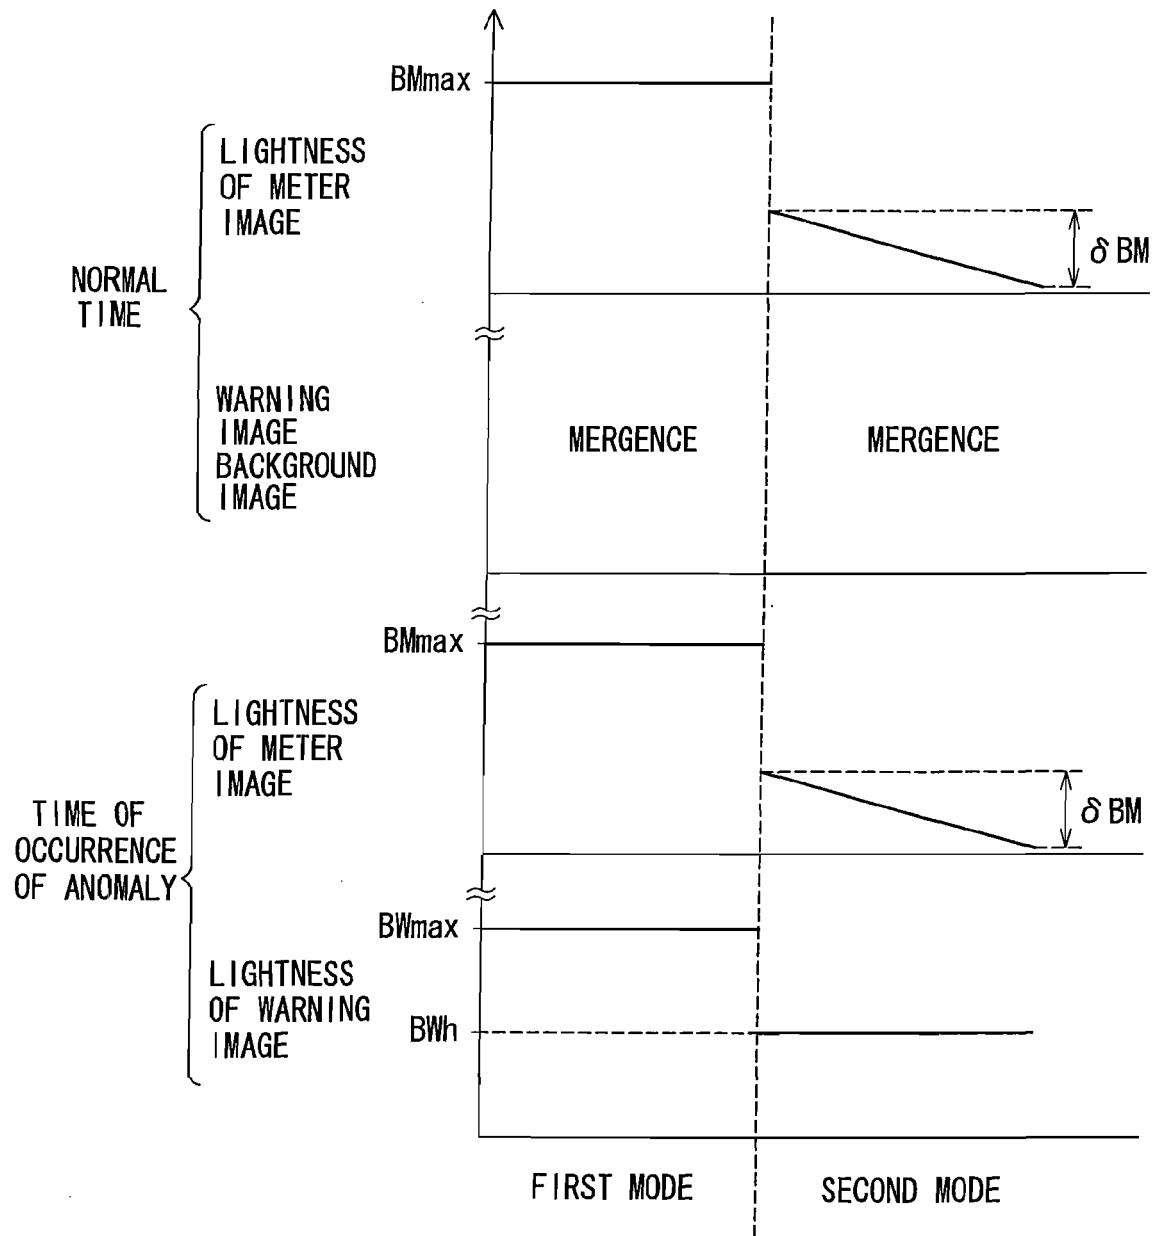 BMmax
LIGHTNESS
OF METER
IMAGE
δ BM
NORMAL
TIME
WARNING
IMAGE
BACKGROUND
IMAGE
MERGENCE
MERGENCE
BMmax
LIGHTNESS
OF METER
IMAGE
δ BM
TIME OF
OCCURRENCE
OF ANOMALY
BWmax
LIGHTNESS
OF WARNING
IMAGE
BWh
FIRST MODE
SECOND MODE